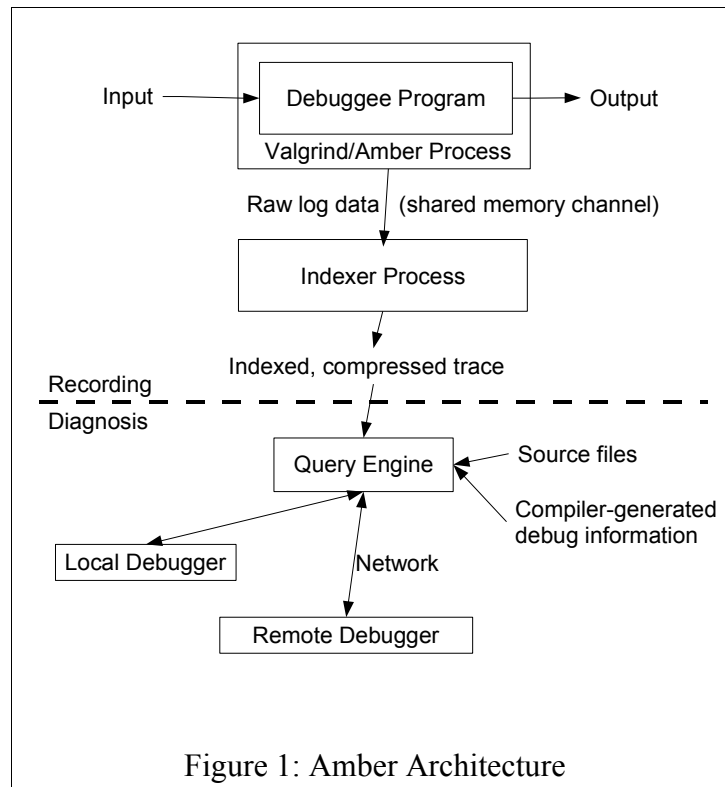 Input
Debuggee Program
Output
Valgrind/Amber Process
Raw log data (shared memory channel)
Indexer Process
Indexed, compressed trace
Recording
Diagnosis
Query Engine
Source files
Compiler-generated
debug information
Local Debugger
Network
Remote Debugger
Figure 1: Amber Architecture